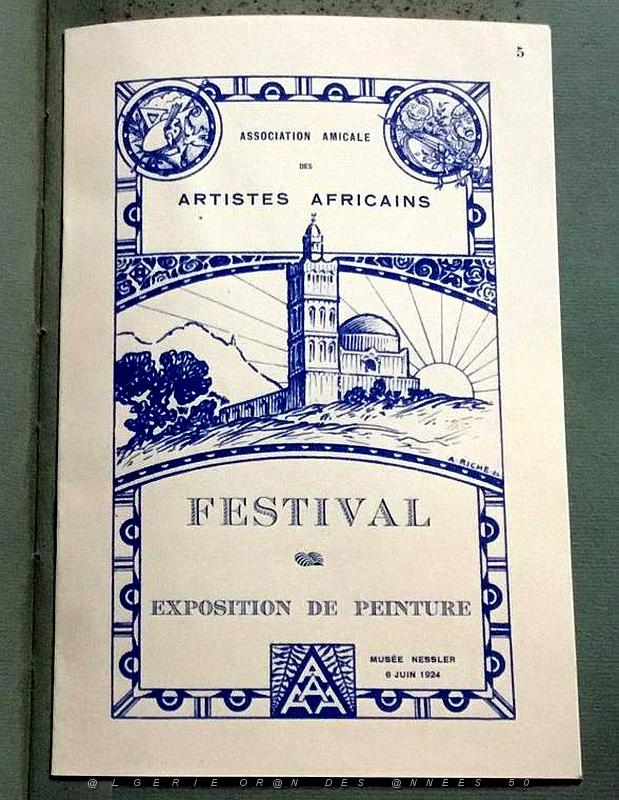 5
ASSOCIATION AMICALE
DES
ARTISTES AFRICAINS
A. RICHE
FESTIVAL
EXPOSITION DE PEINTURE
MUSÉE NESSLER
6 JUIN 1924
@LGERIE OR@N DES @NNEES 50